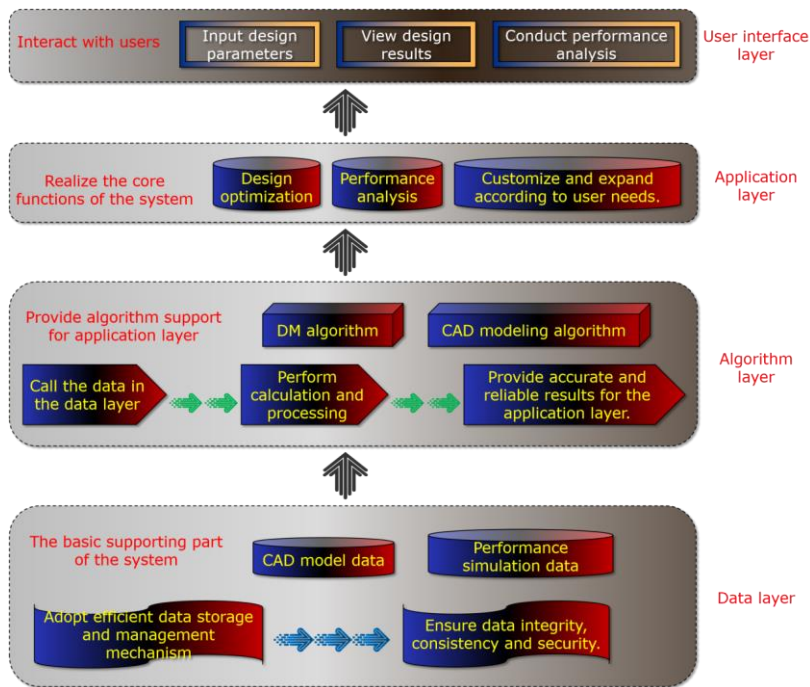 Interact with users
Input design
parameters
View design
results
Conduct performance
analysis
User interface
layer
Realize the core
functions of the system
Design
optimization
Performance
analysis
Customize and expand
according to user needs.
Application
layer
Provide algorithm support
for application layer
DM algorithm
CAD modeling algorithm
Call the data in
the data layer
Perform
calculation and
processing
Provide accurate and
reliable results for the
application layer.
Algorithm
layer
The basic supporting part
of the system
CAD model data
Performance
simulation data
Adopt efficient data storage
and management
mechanism
Ensure data integrity,
consistency and security.
Data layer